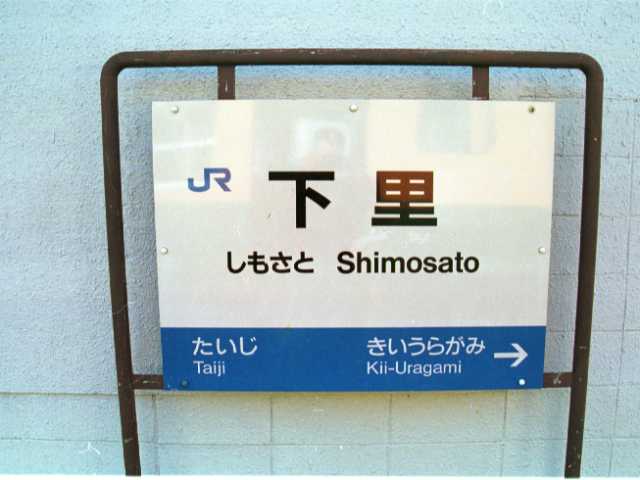 JR 下里
しもさと Shimosato
たいじ きいうらがみ →
Taiji Kii-Uragami